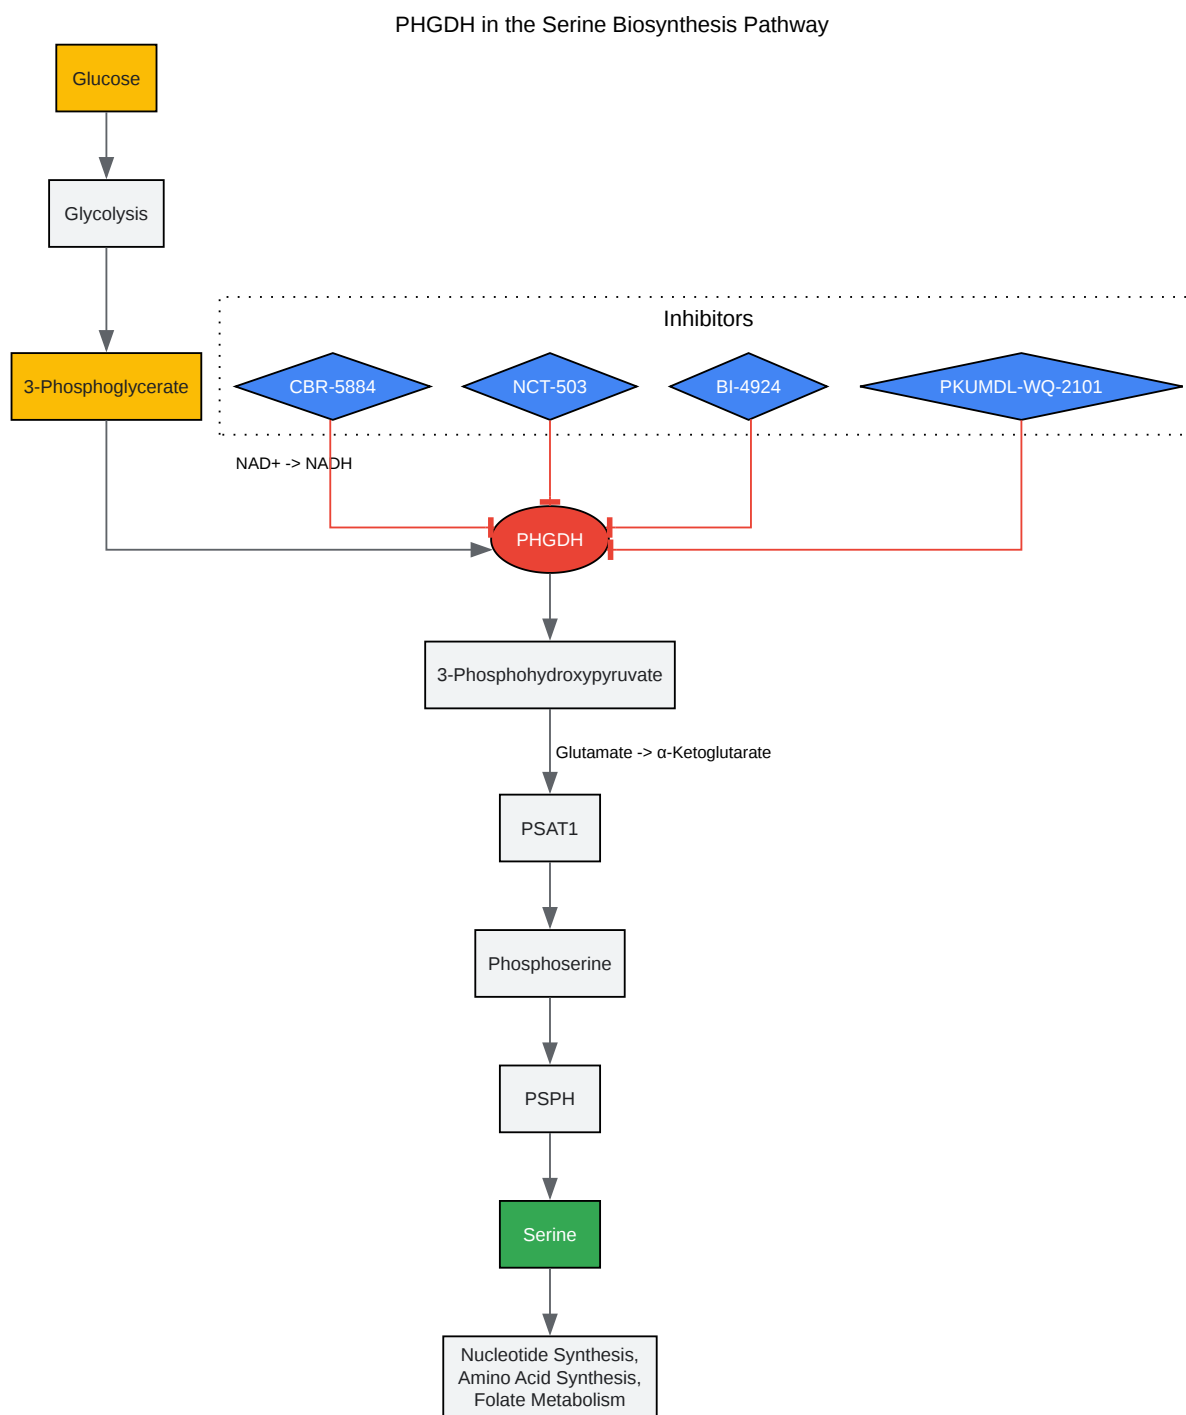 PHGDH in the Serine Biosynthesis Pathway
Glucose
Glycolysis
Inhibitors
3-Phosphoglycerate
CBR-5884
NCT-503
BI-4924
PKUMDL-WQ-2101
NAD+ -> NADH
PHGDH
3-Phosphohydroxypyruvate
Glutamate -> α-Ketoglutarate
PSAT1
Phosphoserine
PSPH
Serine
Nucleotide Synthesis,
Amino Acid Synthesis,
Folate Metabolism